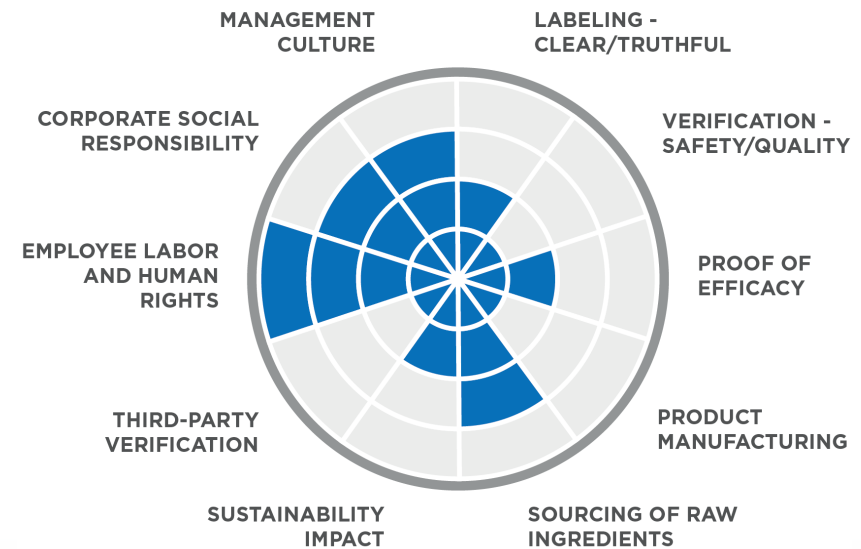 MANAGEMENT
CULTURE
LABELING -
CLEAR/TRUTHFUL
CORPORATE SOCIAL
RESPONSIBILITY
VERIFICATION -
SAFETY/QUALITY
EMPLOYEE LABOR
AND HUMAN
RIGHTS
PROOF OF
EFFICACY
THIRD-PARTY
VERIFICATION
PRODUCT
MANUFACTURING
SUSTAINABILITY
IMPACT
SOURCING OF RAW
INGREDIENTS